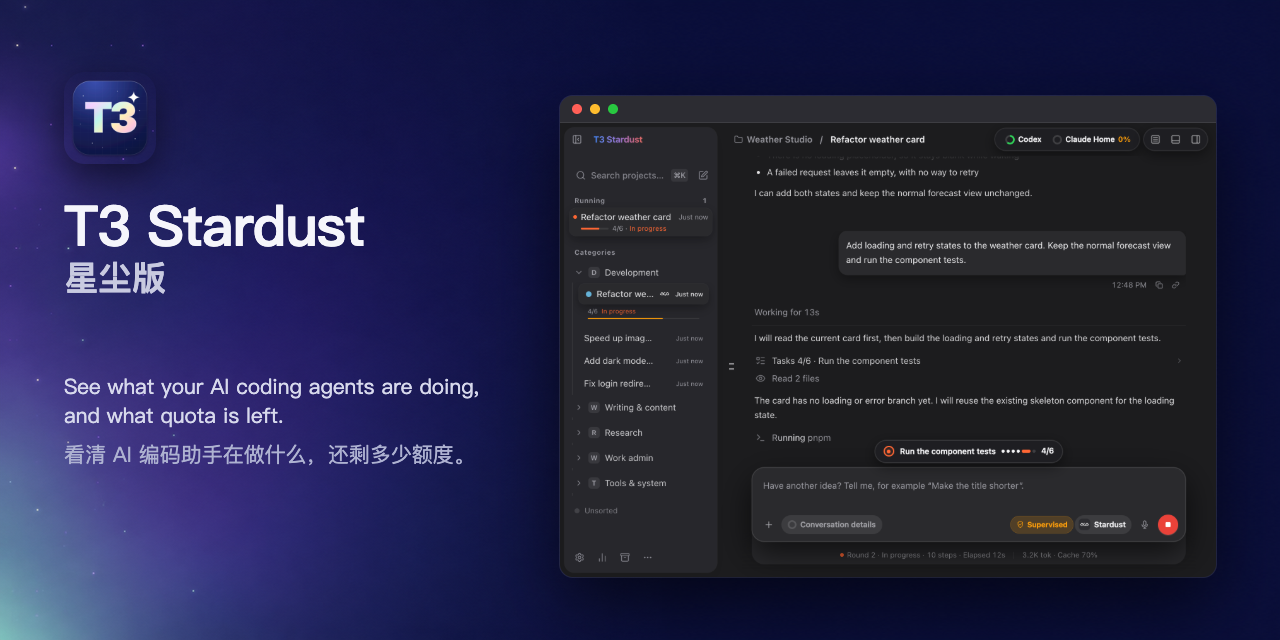 T3
T3 Stardust
星尘版
See what your AI coding agents are doing,
and what quota is left.
看清 AI 编码助手在做什么，还剩多少额度。
T3 Stardust
Search projects... ⌘K
Running 1
Refactor weather card Just now
4/6 · In progress
Categories
D Development
Refactor we... Just now
4/6 In progress
Speed up imag... Just now
Add dark mode... Just now
Fix login redire... Just now
W Writing & content
R Research
W Work admin
T Tools & system
Unsorted
Weather Studio / Refactor weather card
Codex Claude Home 0%
• A failed request leaves it empty, with no way to retry
I can add both states and keep the normal forecast view unchanged.
Add loading and retry states to the weather card. Keep the normal forecast view
and run the component tests.
12:48 PM
Working for 13s
I will read the current card first, then build the loading and retry states and run the component tests.
Tasks 4/6 · Run the component tests
Read 2 files
The card has no loading or error branch yet. I will reuse the existing skeleton component for the loading
state.
Running pnpm
Run the component tests 4/6
Have another idea? Tell me, for example “Make the title shorter”.
+ Conversation details Supervised Stardust
Round 2 · In progress · 10 steps · Elapsed 12s 3.2K tok · Cache 70%